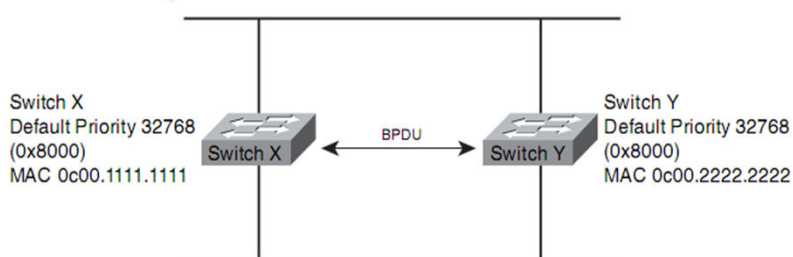 Switch X
Default Priority 32768
(0x8000)
MAC 0c00.1111.1111
Switch X
BPDU
Switch Y
Switch Y
Default Priority 32768
(0x8000)
MAC 0c00.2222.2222